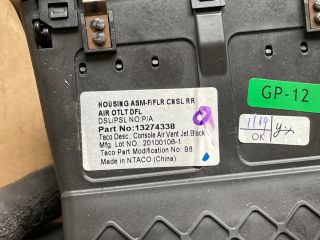 HOUSING ASM-F/FLR CNSL RR
AIR OTLT DFL
DSL/PSL NO:P/A
Part No:13274338
Taco Desc.: Console Air Vent Jet Black
Mfg. Lot NO.: 20100106-1
Taco Part Modification No.: B8
Made in NTACO (China)
GP-12
OK